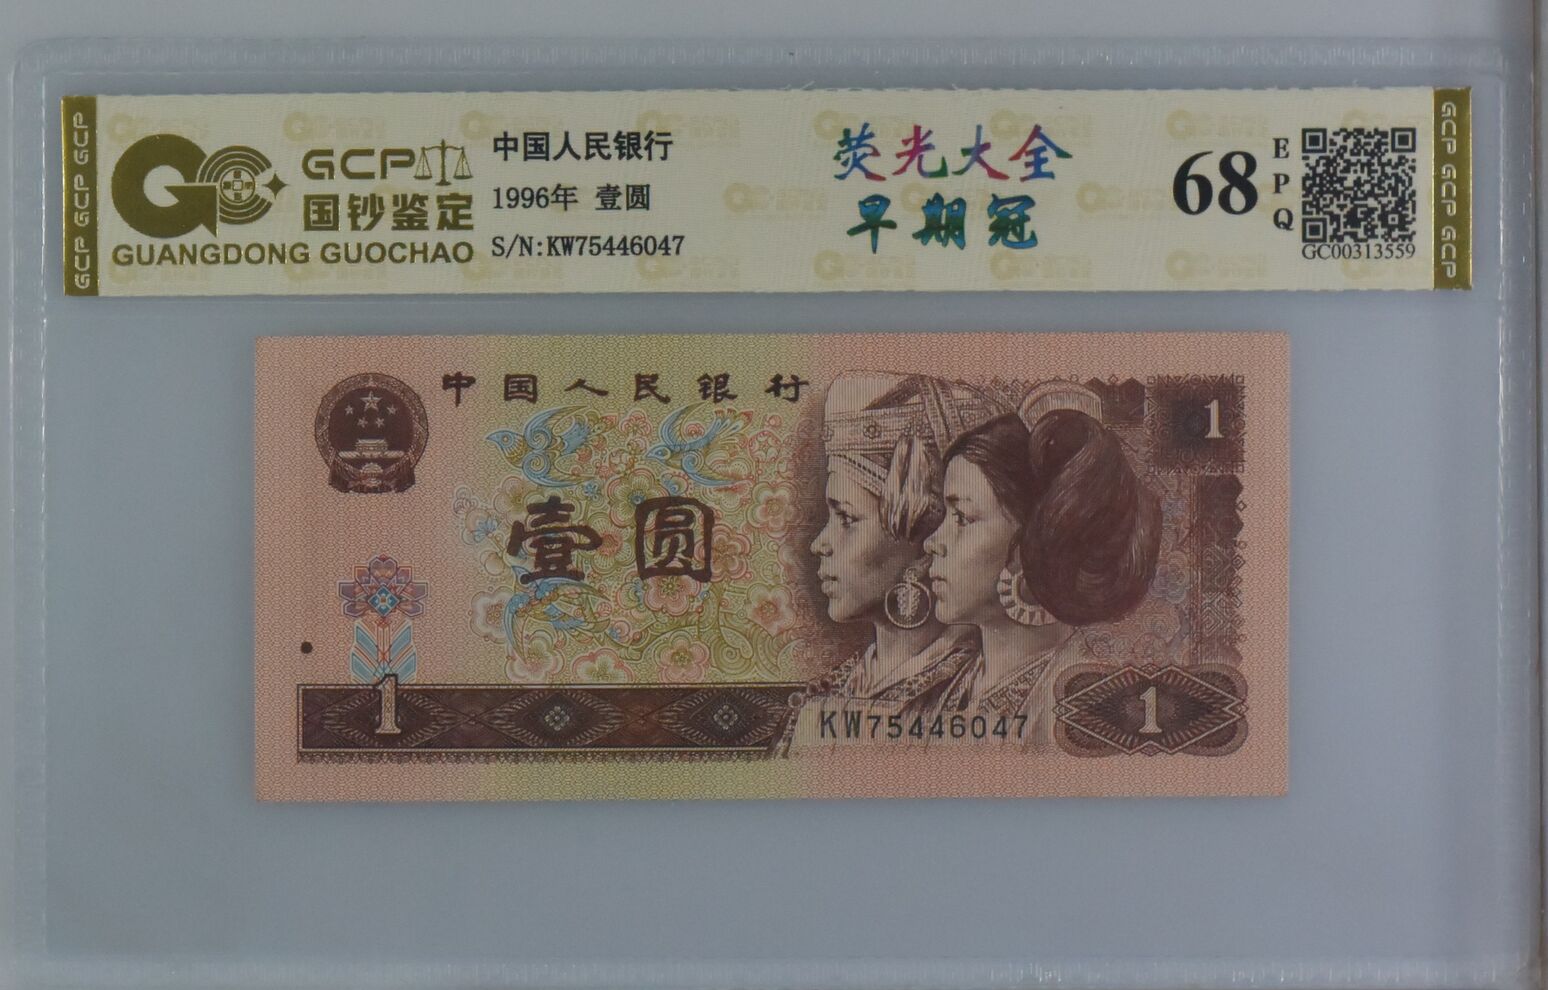 GCP GCP GCP
GCP
国钞鉴定
GUANGDONG GUOCHAO
中国人民银行
1996年 壹圆
S/N:KW75446047
荧光大全
早期冠
68
EPQ
GC00313559
GCP GCP GCP
中国人民银行
1
壹圆
1
KW75446047
1